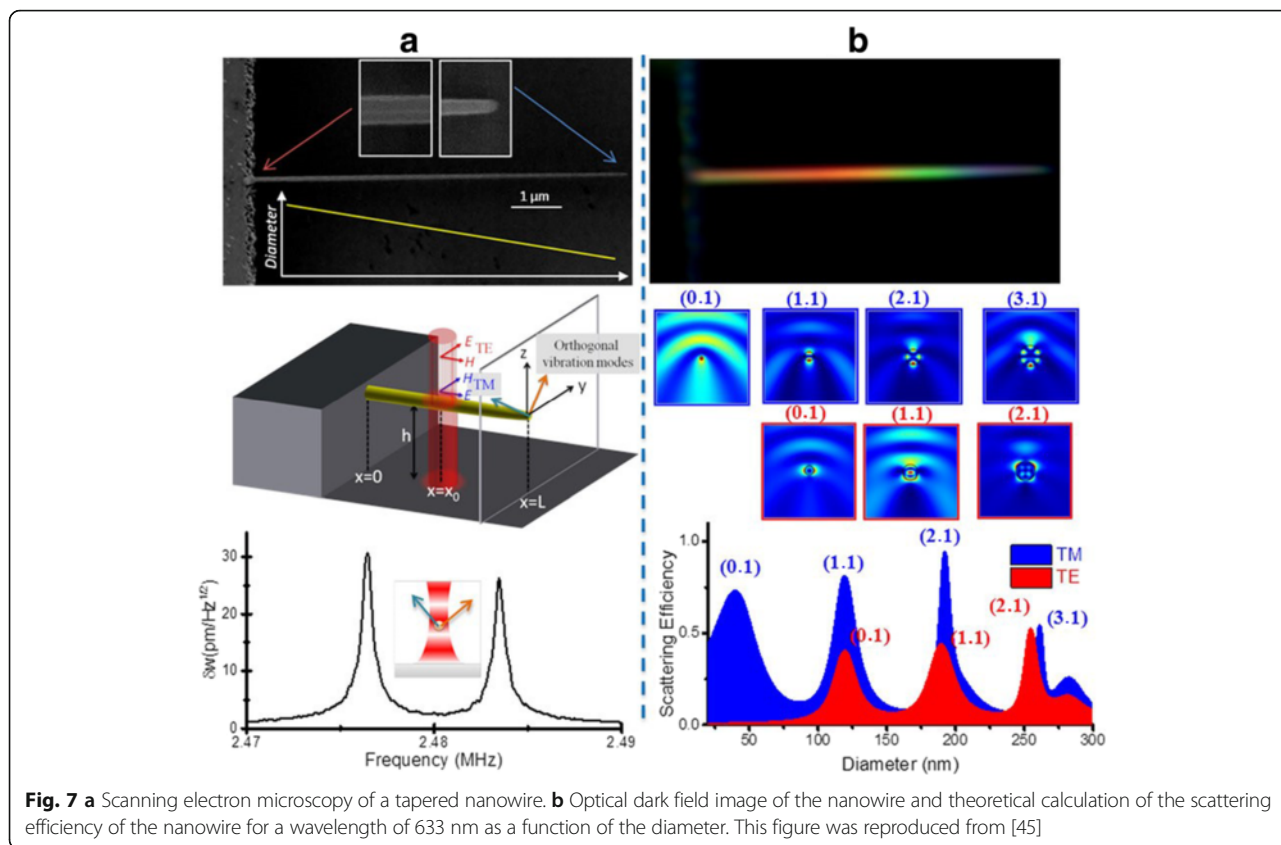 a
b
Diameter
1 µm
(0.1)
(1.1)
(2.1)
(3.1)
(0.1)
(1.1)
(2.1)
E
TE
H
H
TM
E
Orthogonal
vibration modes
z
y
h
x=0
x=x0
x=L
δw(pm/Hz^1/2)
30
20
10
0
2.47
2.48
2.49
Frequency (MHz)
Scattering Efficiency
1.0
0.5
0.0
(0.1)
(1.1)
(2.1)
(3.1)
(0.1)
(1.1)
(2.1)
TM
TE
50
100
150
200
250
300
Diameter (nm)
Fig. 7 a Scanning electron microscopy of a tapered nanowire. b Optical dark field image of the nanowire and theoretical calculation of the scattering
efficiency of the nanowire for a wavelength of 633 nm as a function of the diameter. This figure was reproduced from [45]